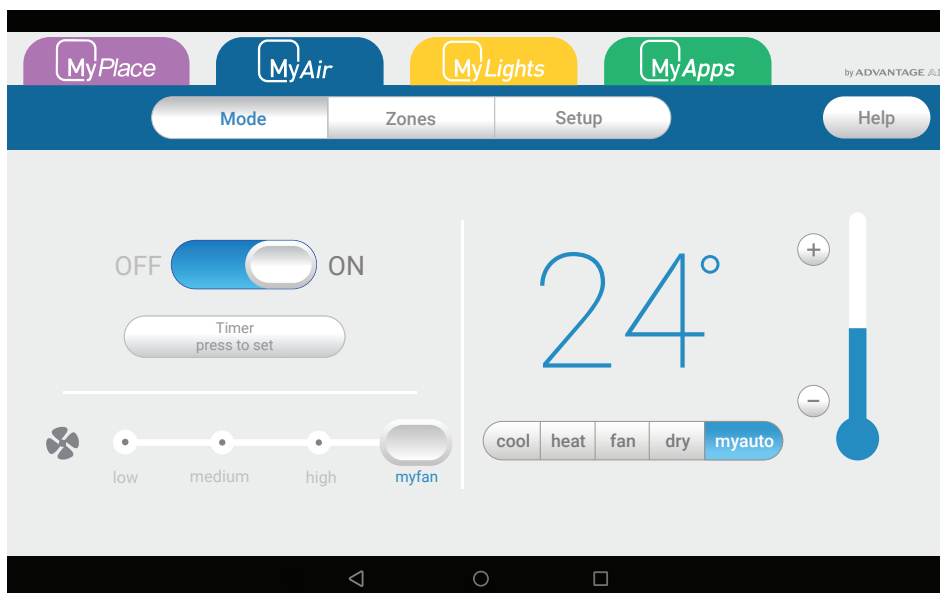 MyPlace
MyAir
MyLights
MyApps
by ADVANTAGE AI
Mode
Zones
Setup
Help
OFF
ON
24°
+
Timer
press to set
−
cool
heat
fan
dry
myauto
low
medium
high
myfan